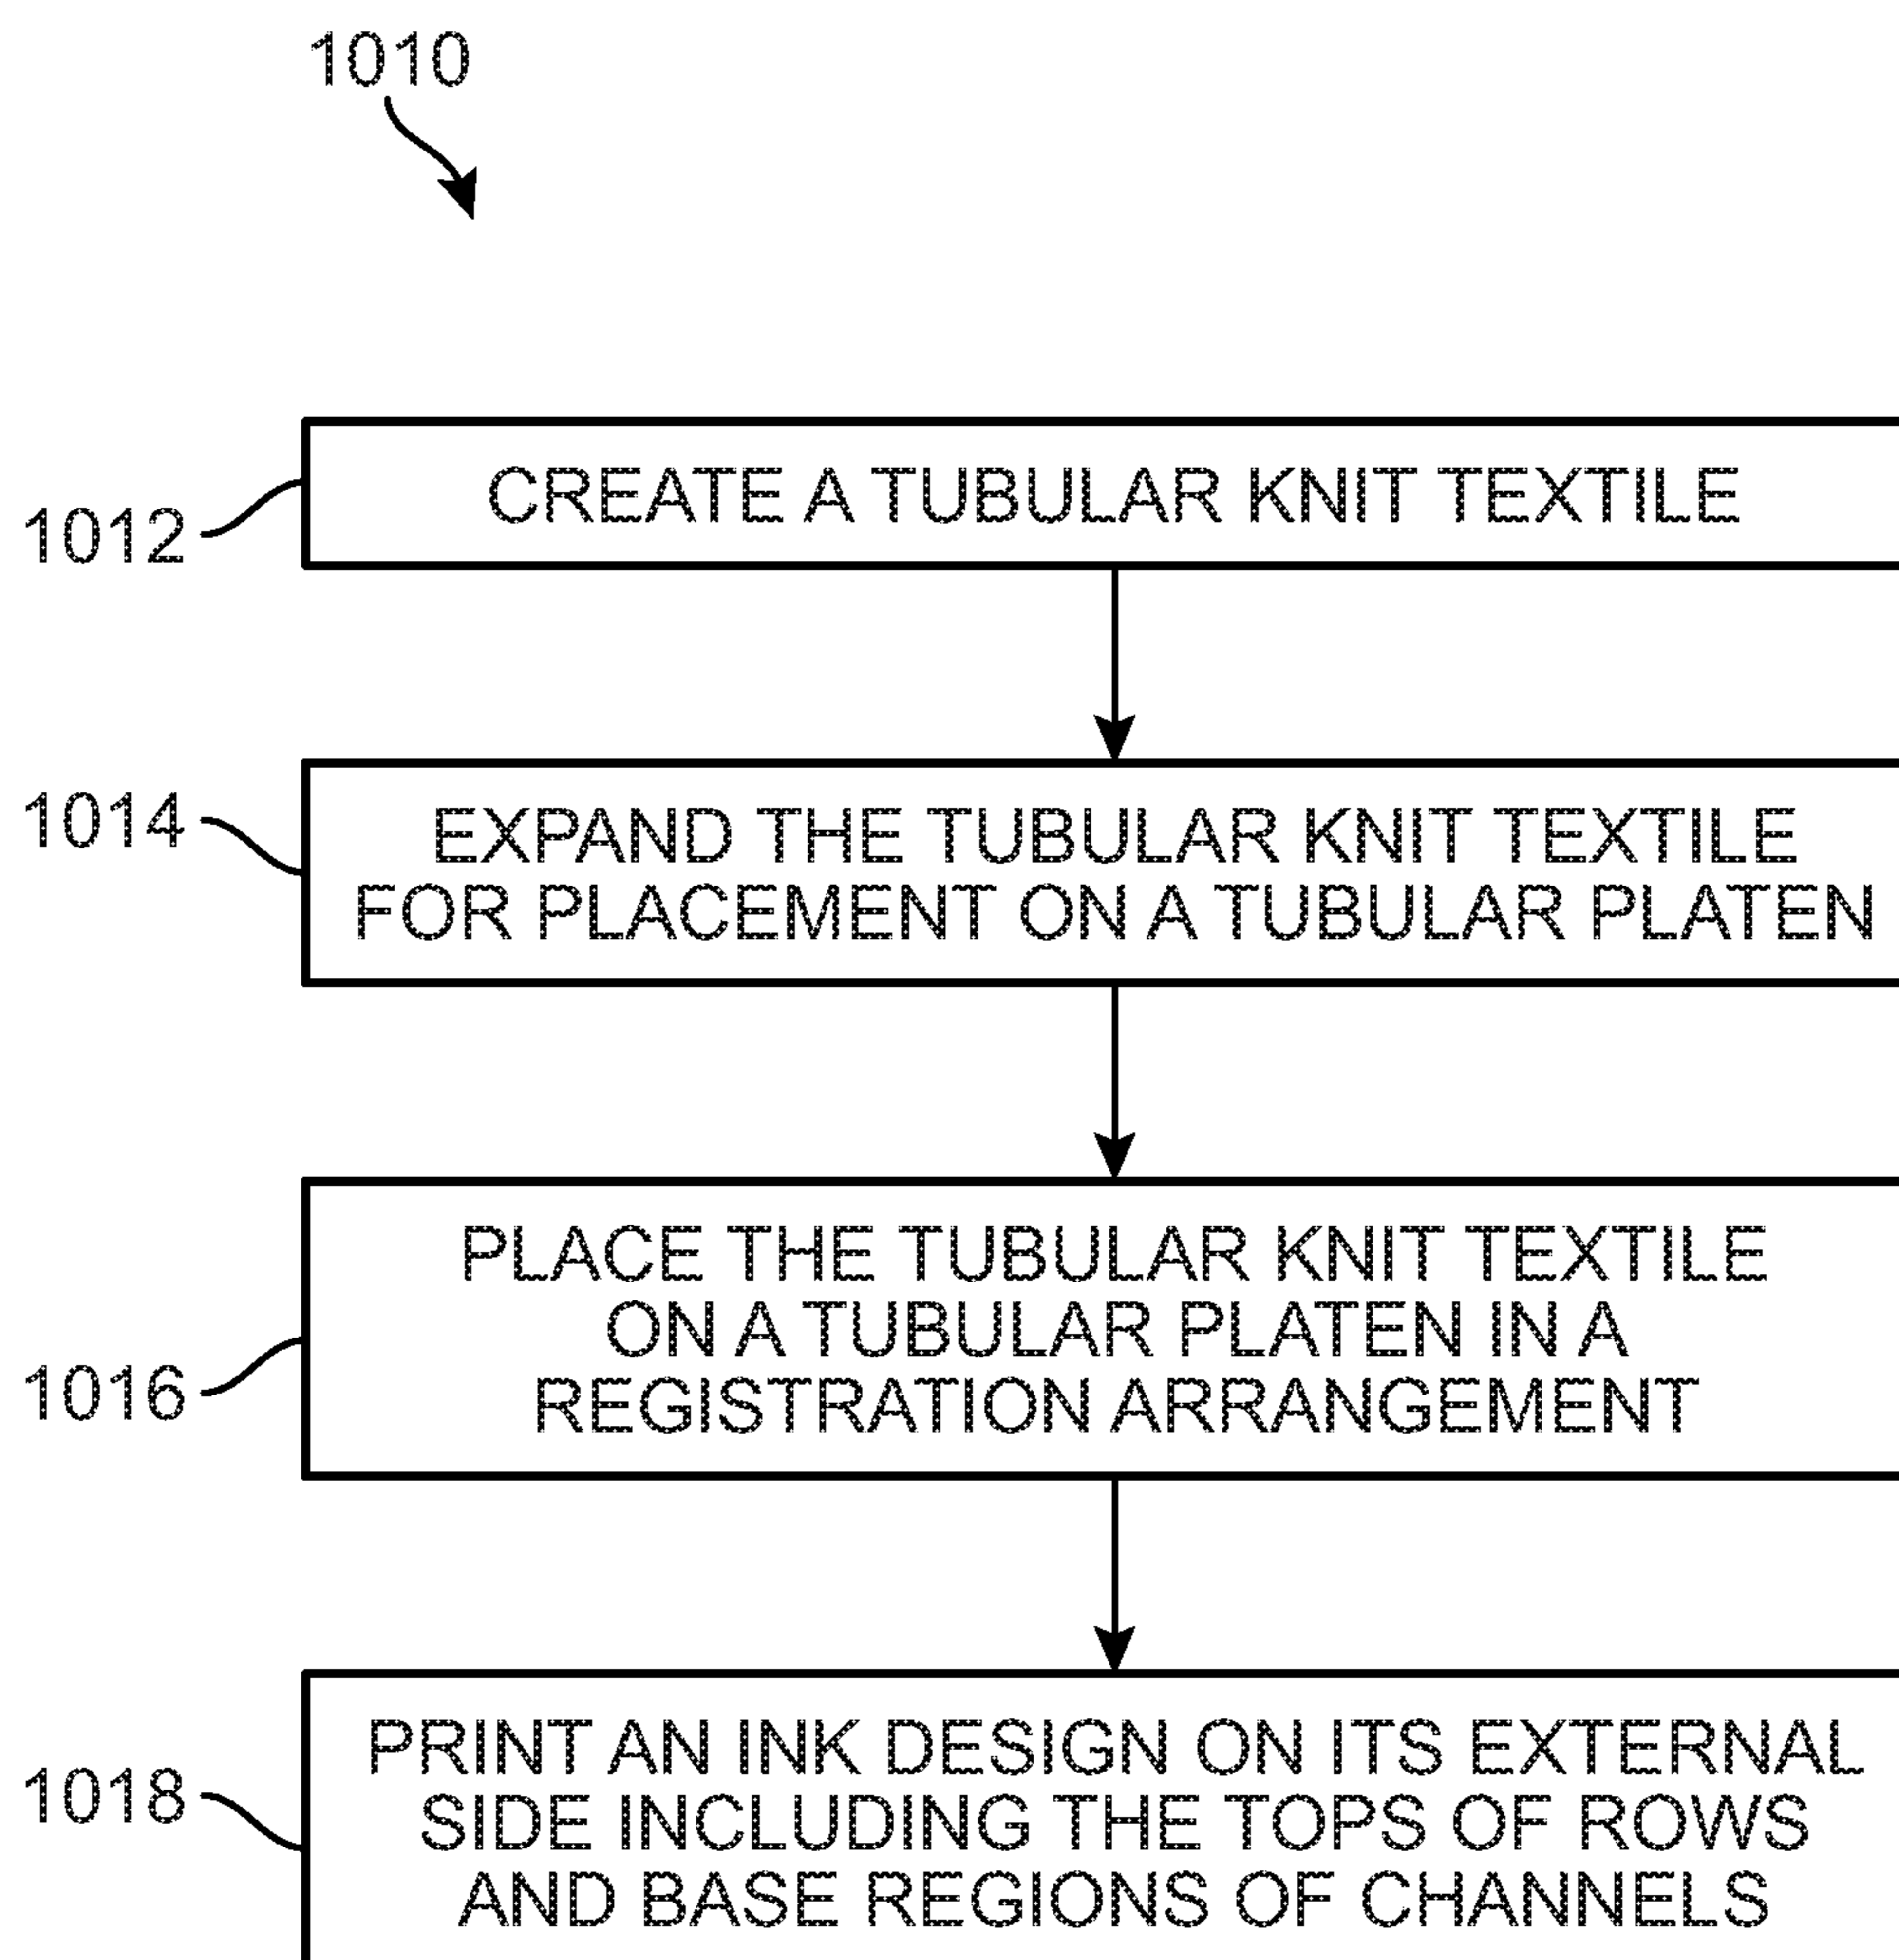 1010
1012
CREATE A TUBULAR KNIT TEXTILE
1014
EXPAND THE TUBULAR KNIT TEXTILE
FOR PLACEMENT ON A TUBULAR PLATEN
1016
PLACE THE TUBULAR KNIT TEXTILE
ON A TUBULAR PLATEN IN A
REGISTRATION ARRANGEMENT
1018
PRINT AN INK DESIGN ON ITS EXTERNAL
SIDE INCLUDING THE TOPS OF ROWS
AND BASE REGIONS OF CHANNELS